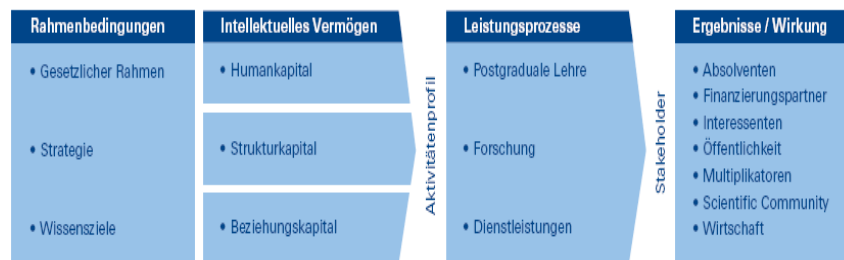 Rahmenbedingungen
• Gesetzlicher Rahmen
• Strategie
• Wissensziele
Intellektuelles Vermögen
• Humankapital
• Strukturkapital
• Beziehungskapital
Aktivitätenprofil
Leistungsprozesse
• Postgraduale Lehre
• Forschung
• Dienstleistungen
Stakeholder
Ergebnisse / Wirkung
• Absolventen
• Finanzierungspartner
• Interessenten
• Öffentlichkeit
• Multiplikatoren
• Scientific Community
• Wirtschaft